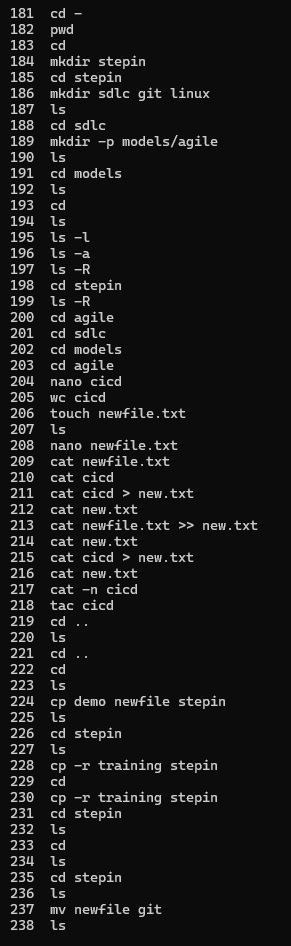 181 cd -
182 pwd
183 cd
184 mkdir stepin
185 cd stepin
186 mkdir sdlc git linux
187 ls
188 cd sdlc
189 mkdir -p models/agile
190 ls
191 cd models
192 ls
193 cd
194 ls
195 ls -l
196 ls -a
197 ls -R
198 cd stepin
199 ls -R
200 cd agile
201 cd sdlc
202 cd models
203 cd agile
204 nano cicd
205 wc cicd
206 touch newfile.txt
207 ls
208 nano newfile.txt
209 cat newfile.txt
210 cat cicd
211 cat cicd > new.txt
212 cat new.txt
213 cat newfile.txt >> new.txt
214 cat new.txt
215 cat cicd > new.txt
216 cat new.txt
217 cat -n cicd
218 tac cicd
219 cd ..
220 ls
221 cd ..
222 cd
223 ls
224 cp demo newfile stepin
225 ls
226 cd stepin
227 ls
228 cp -r training stepin
229 cd
230 cp -r training stepin
231 cd stepin
232 ls
233 cd
234 ls
235 cd stepin
236 ls
237 mv newfile git
238 ls